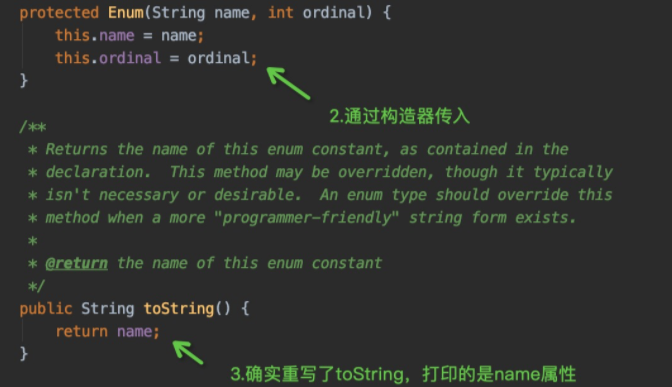 protected Enum(String name, int ordinal) {
this.name = name;
this.ordinal = ordinal;
}
2.通过构造器传入
/**
* Returns the name of this enum constant, as contained in the
* declaration.  This method may be overridden, though it typically
* isn't necessary or desirable.  An enum type should override this
* method when a more "programmer-friendly" string form exists.
*
* @return the name of this enum constant
*/
public String toString() {
return name;
}
3.确实重写了toString，打印的是name属性